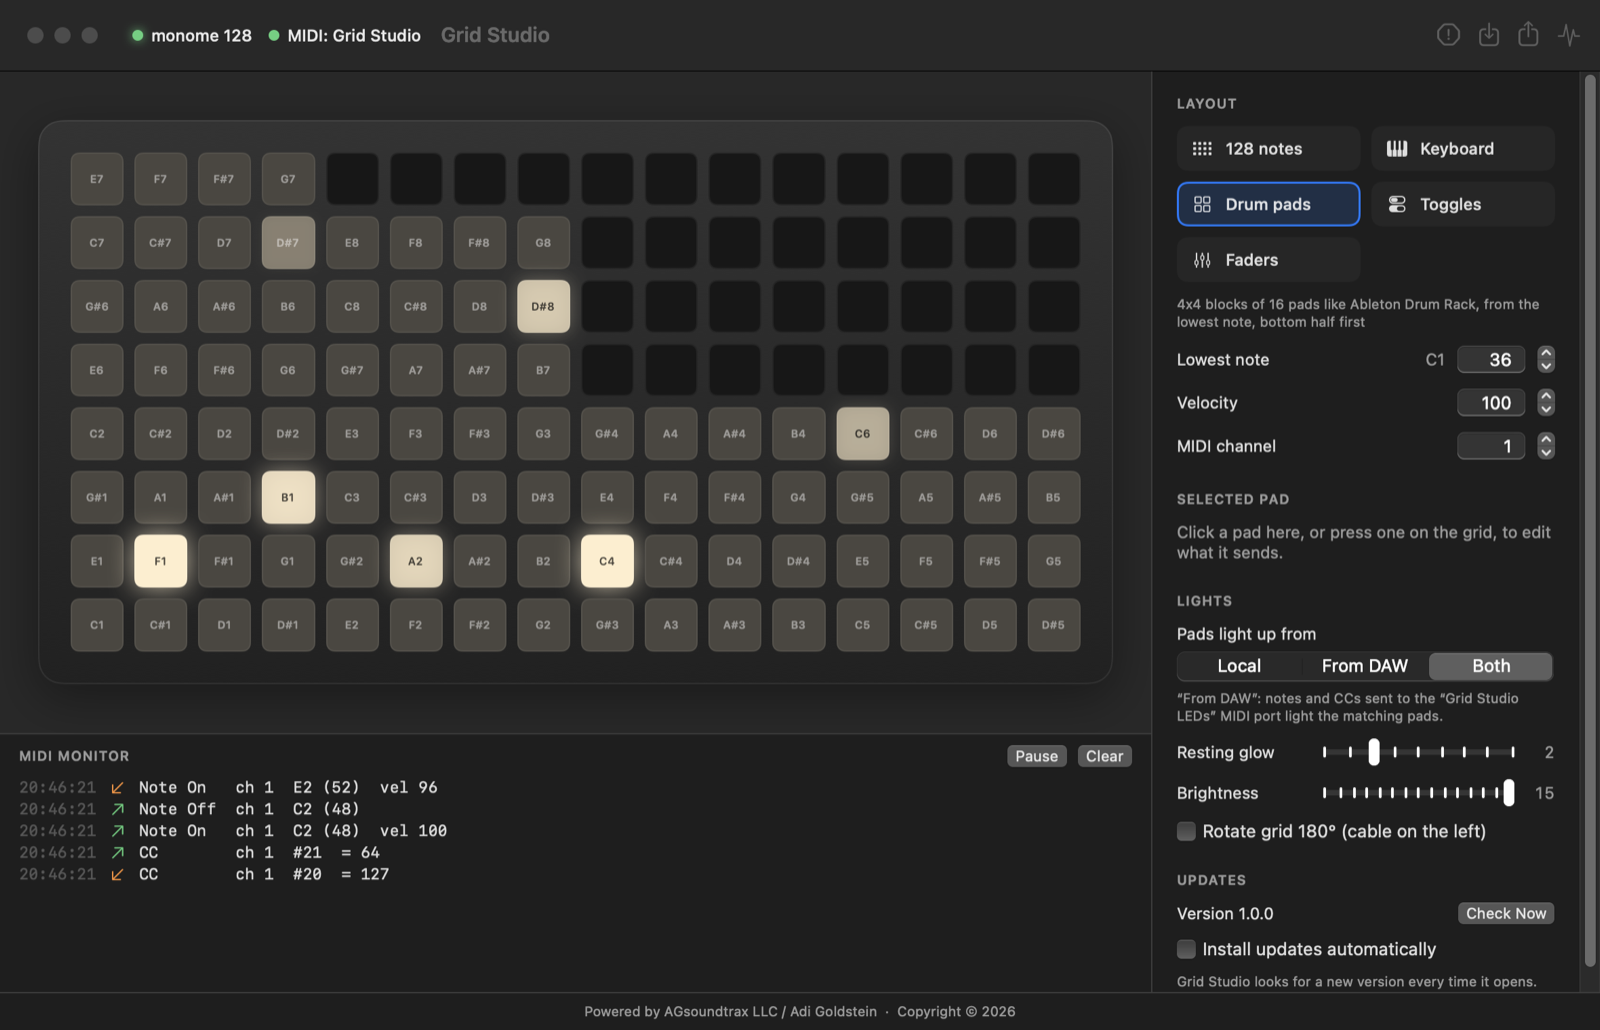 monome 128 MIDI: Grid Studio Grid Studio
E7 F7 F#7 G7
C7 C#7 D7 D#7 E8 F8 F#8 G8
G#6 A6 A#6 B6 C8 C#8 D8 D#8
E6 F6 F#6 G6 G#7 A7 A#7 B7
C2 C#2 D2 D#2 E3 F3 F#3 G3 G#4 A4 A#4 B4 C6 C#6 D6 D#6
G#1 A1 A#1 B1 C3 C#3 D3 D#3 E4 F4 F#4 G4 G#5 A5 A#5 B5
E1 F1 F#1 G1 G#2 A2 A#2 B2 C4 C#4 D4 D#4 E5 F5 F#5 G5
C1 C#1 D1 D#1 E2 F2 F#2 G2 G#3 A3 A#3 B3 C5 C#5 D5 D#5
MIDI MONITOR Pause Clear
20:46:21 Note On ch 1 E2 (52) vel 96
20:46:21 Note Off ch 1 C2 (48)
20:46:21 Note On ch 1 C2 (48) vel 100
20:46:21 CC ch 1 #21 = 64
20:46:21 CC ch 1 #20 = 127
LAYOUT
128 notes Keyboard
Drum pads Toggles
Faders
4x4 blocks of 16 pads like Ableton Drum Rack, from the
lowest note, bottom half first
Lowest note C1 36
Velocity 100
MIDI channel 1
SELECTED PAD
Click a pad here, or press one on the grid, to edit
what it sends.
LIGHTS
Pads light up from
Local From DAW Both
“From DAW”: notes and CCs sent to the “Grid Studio
LEDs” MIDI port light the matching pads.
Resting glow 2
Brightness 15
Rotate grid 180° (cable on the left)
UPDATES
Version 1.0.0 Check Now
Install updates automatically
Grid Studio looks for a new version every time it opens.
Powered by AGsoundtrax LLC / Adi Goldstein · Copyright © 2026